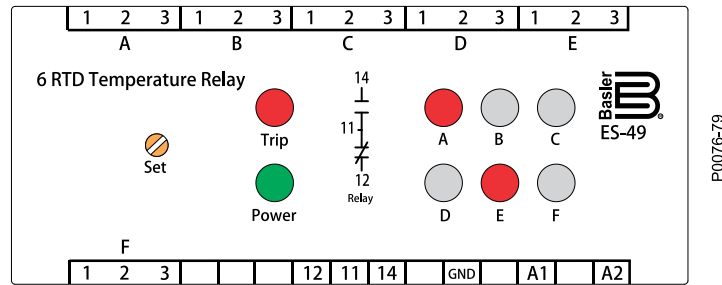 1 2 3 1 2 3 1 2 3 1 2 3 1 2 3
A B C D E
6 RTD Temperature Relay
Trip
Set
Power
14
11
12
Relay
A B C
D E F
Basler
B
ES-49
P0076-79
F
1 2 3 12 11 14 GND A1 A2